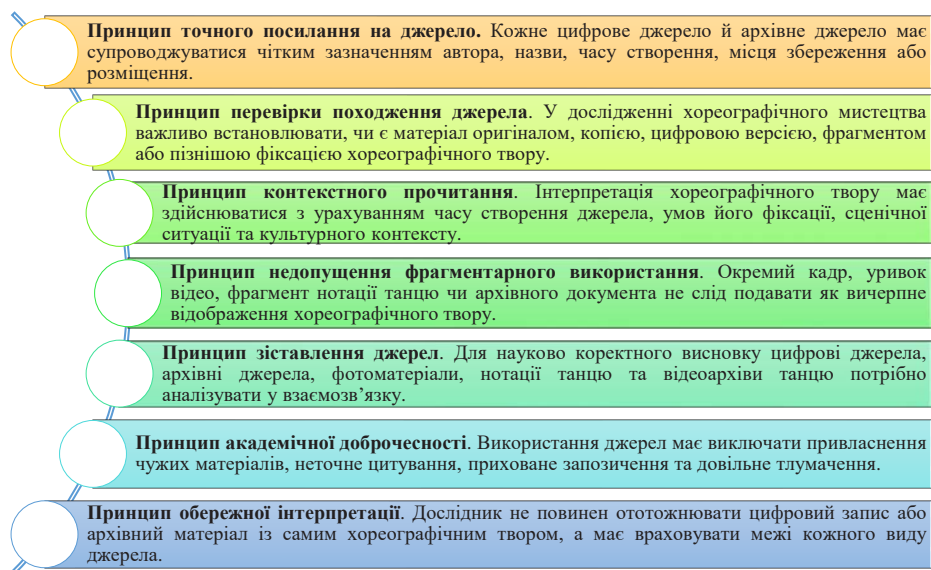 Принцип точного посилання на джерело. Кожне цифрове джерело й архівне джерело має
супроводжуватися чітким зазначенням автора, назви, часу створення, місця збереження або
розміщення.
Принцип перевірки походження джерела. У дослідженні хореографічного мистецтва
важливо встановлювати, чи є матеріал оригіналом, копією, цифровою версією, фрагментом
або пізнішою фіксацією хореографічного твору.
Принцип контекстного прочитання. Інтерпретація хореографічного твору має
здійснюватися з урахуванням часу створення джерела, умов його фіксації, сценічної
ситуації та культурного контексту.
Принцип недопущення фрагментарного використання. Окремий кадр, уривок
відео, фрагмент нотації танцю чи архівного документа не слід подавати як вичерпне
відображення хореографічного твору.
Принцип зіставлення джерел. Для науково коректного висновку цифрові джерела,
архівні джерела, фотоматеріали, нотації танцю та відеоархіви танцю потрібно
аналізувати у взаємозв’язку.
Принцип академічної доброчесності. Використання джерел має виключати привласнення
чужих матеріалів, неточне цитування, приховане запозичення та довільне тлумачення.
Принцип обережної інтерпретації. Дослідник не повинен ототожнювати цифровий запис або
архівний матеріал із самим хореографічним твором, а має враховувати межі кожного виду
джерела.